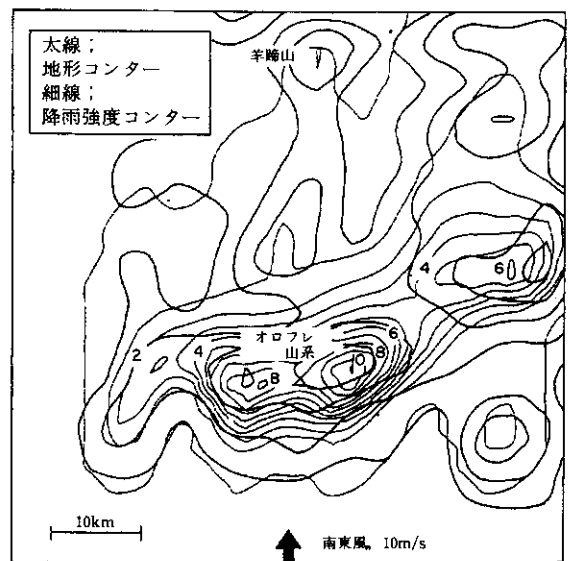 太線；
地形コンター
細線；
降雨強度コンター
羊蹄山
4
6
オロフレ
山系
6
2
4
8
10
8
10km
南東風，10m/s